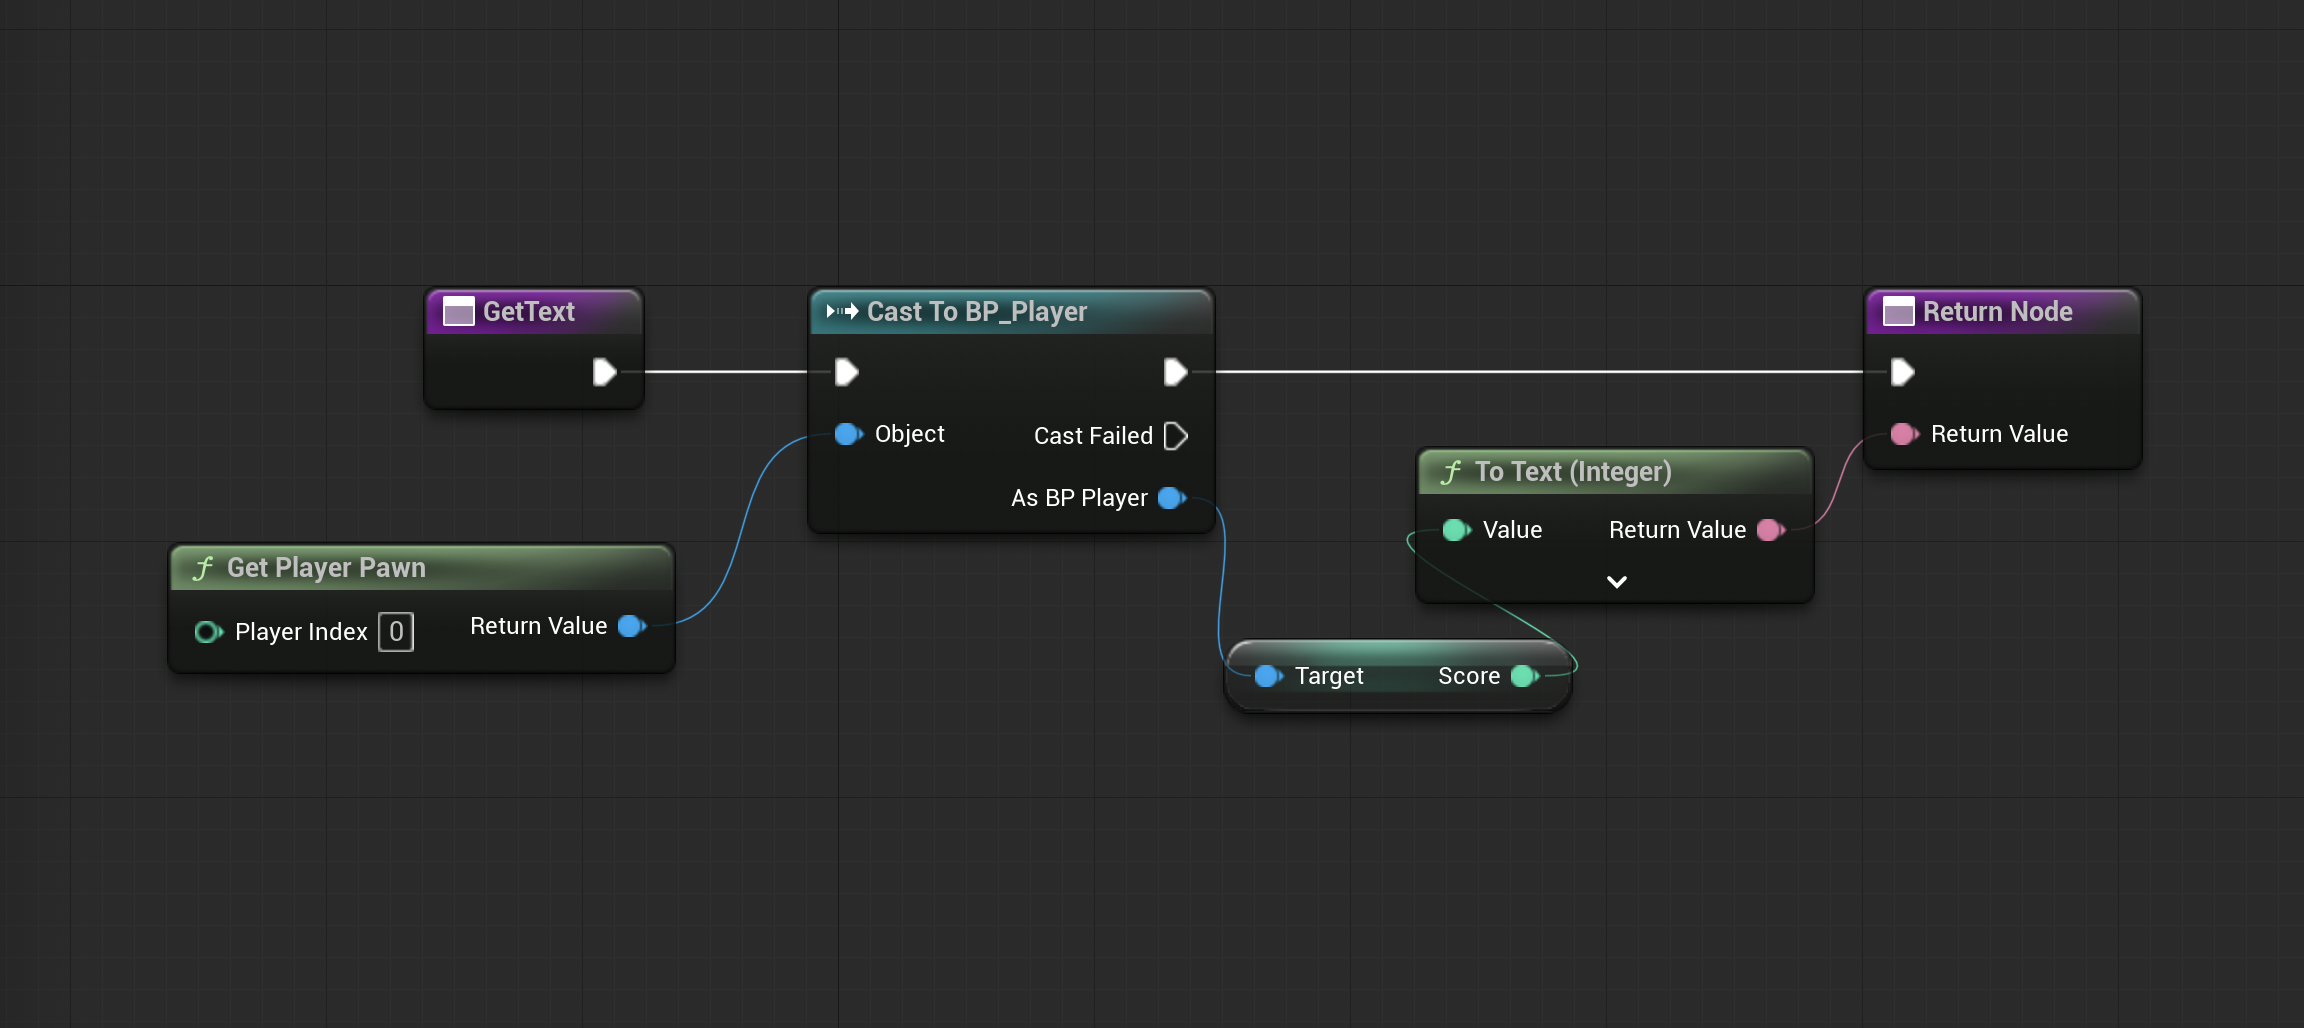 GetText
Cast To BP_Player
Object
Cast Failed
As BP Player
Get Player Pawn
Player Index 0
Return Value
Target
Score
To Text (Integer)
Value
Return Value
Return Node
Return Value